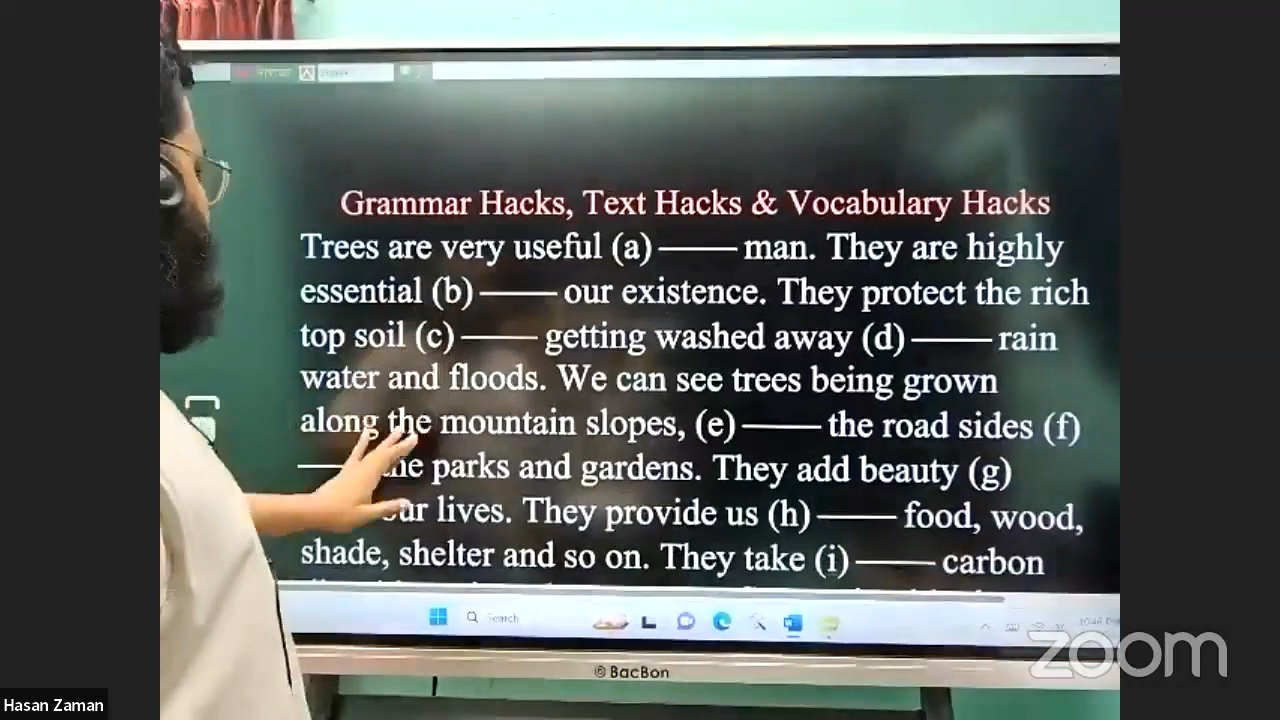 Grammar Hacks, Text Hacks & Vocabulary Hacks
Trees are very useful (a) —— man. They are highly
essential (b) —— our existence. They protect the rich
top soil (c) —— getting washed away (d) —— rain
water and floods. We can see trees being grown
along the mountain slopes, (e) —— the road sides (f)
—— the parks and gardens. They add beauty (g)
our lives. They provide us (h) —— food, wood,
shade, shelter and so on. They take (i) —— carbon
Search
BacBon
zoom
Hasan Zaman